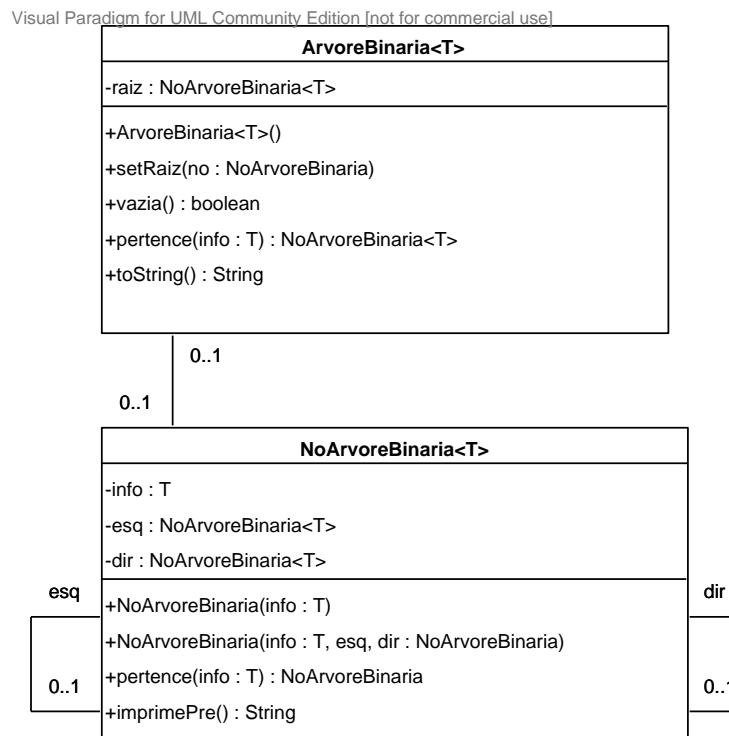 Visual Paradigm for UML Community Edition [not for commercial use]
ArvoreBinaria<T>
-raiz : NoArvoreBinaria<T>
+ArvoreBinaria<T>()
+setRaiz(no : NoArvoreBinaria)
+vazia() : boolean
+pertence(info : T) : NoArvoreBinaria<T>
+toString() : String
0..1
0..1
NoArvoreBinaria<T>
-info : T
-esq : NoArvoreBinaria<T>
-dir : NoArvoreBinaria<T>
esq
dir
+NoArvoreBinaria(info : T)
+NoArvoreBinaria(info : T, esq, dir : NoArvoreBinaria)
+pertence(info : T) : NoArvoreBinaria
0..1
0..1
+imprimePre() : String